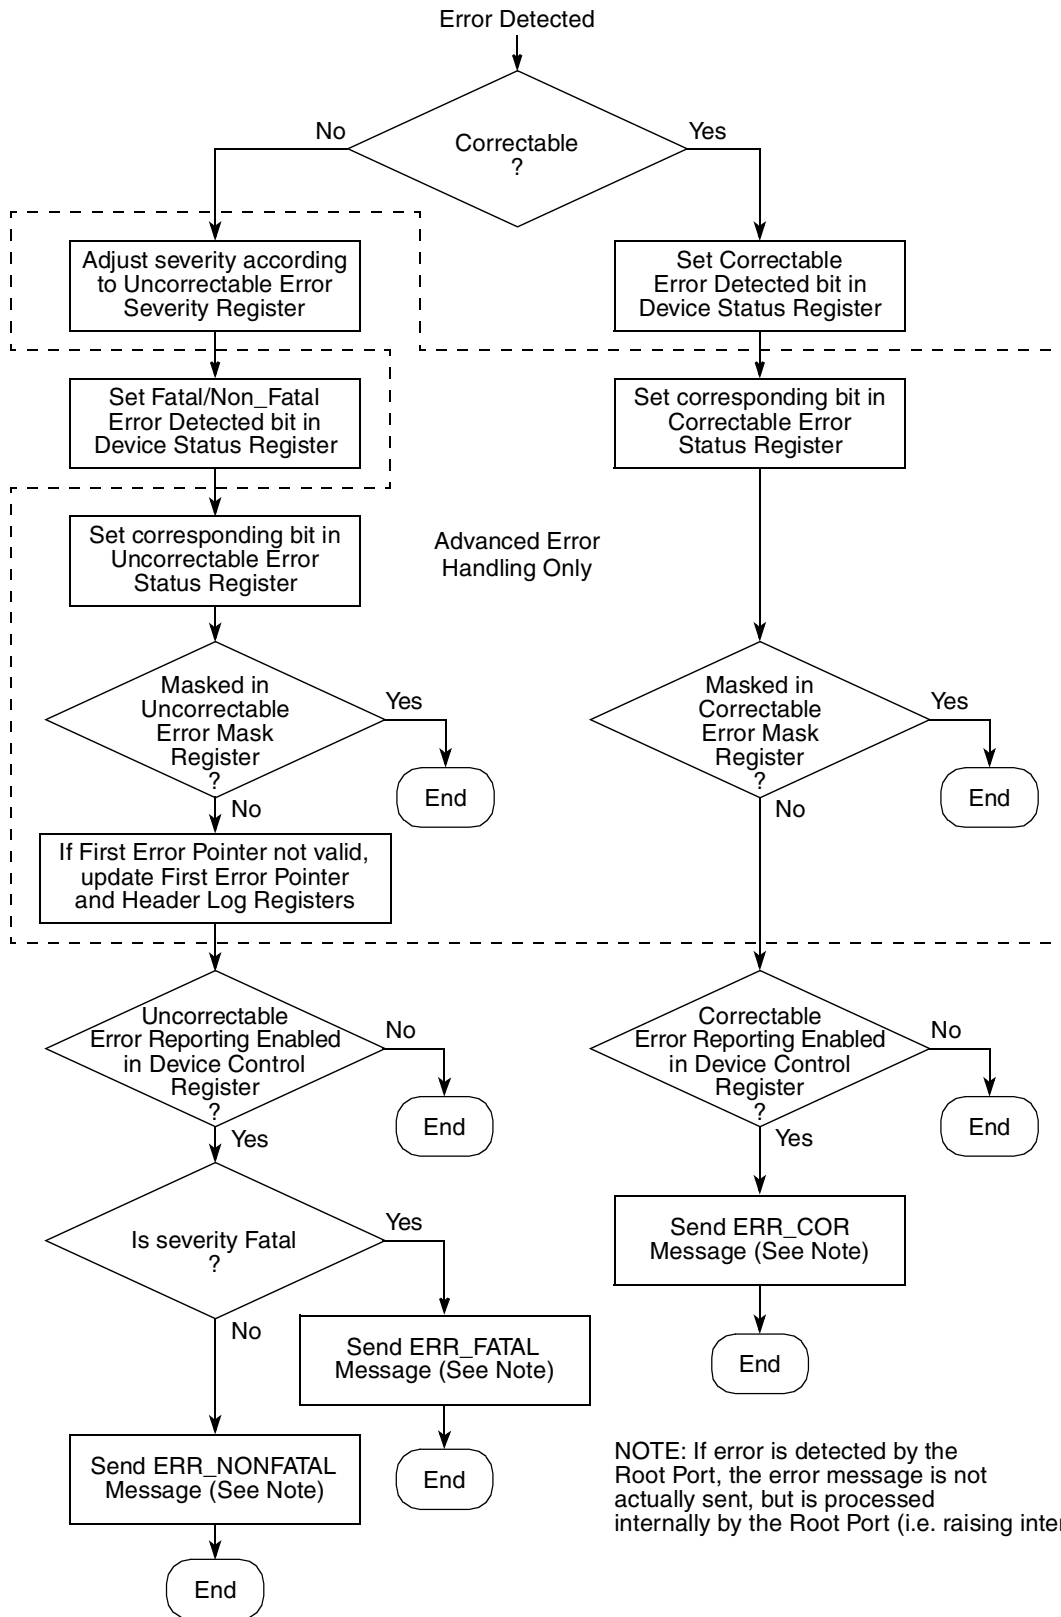 Error Detected
No
Yes
Correctable
?
Adjust severity according
to Uncorrectable Error
Severity Register
Set Correctable
Error Detected bit in
Device Status Register
Set Fatal/Non_Fatal
Error Detected bit in
Device Status Register
Set corresponding bit in
Correctable Error
Status Register
Set corresponding bit in
Uncorrectable Error
Status Register
Advanced Error
Handling Only
Masked in
Uncorrectable
Error Mask
Register
?
Yes
End
No
Masked in
Correctable
Error Mask
Register
?
Yes
End
No
If First Error Pointer not valid,
update First Error Pointer
and Header Log Registers
Uncorrectable
Error Reporting Enabled
in Device Control
Register
?
No
End
Yes
Correctable
Error Reporting Enabled
in Device Control
Register
?
No
End
Yes
Is severity Fatal
?
Yes
No
Send ERR_COR
Message (See Note)
End
Send ERR_FATAL
Message (See Note)
End
Send ERR_NONFATAL
Message (See Note)
End
NOTE: If error is detected by the
Root Port, the error message is not
actually sent, but is processed
internally by the Root Port (i.e. raising